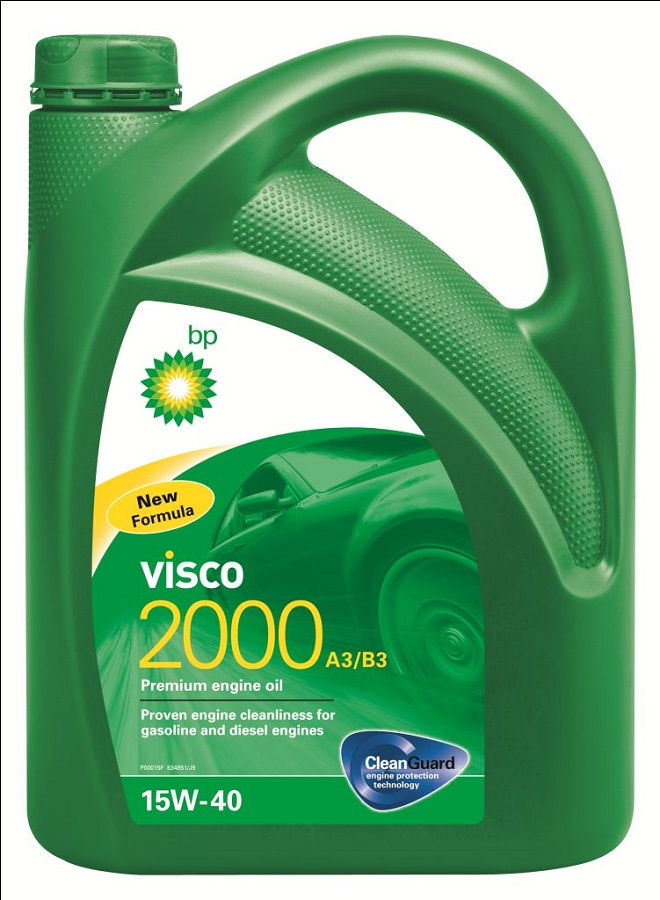 bp
New
Formula
visco
2000 A3/B3
Premium engine oil
Proven engine cleanliness for
gasoline and diesel engines
15W-40
CleanGuard
engine protection
technology